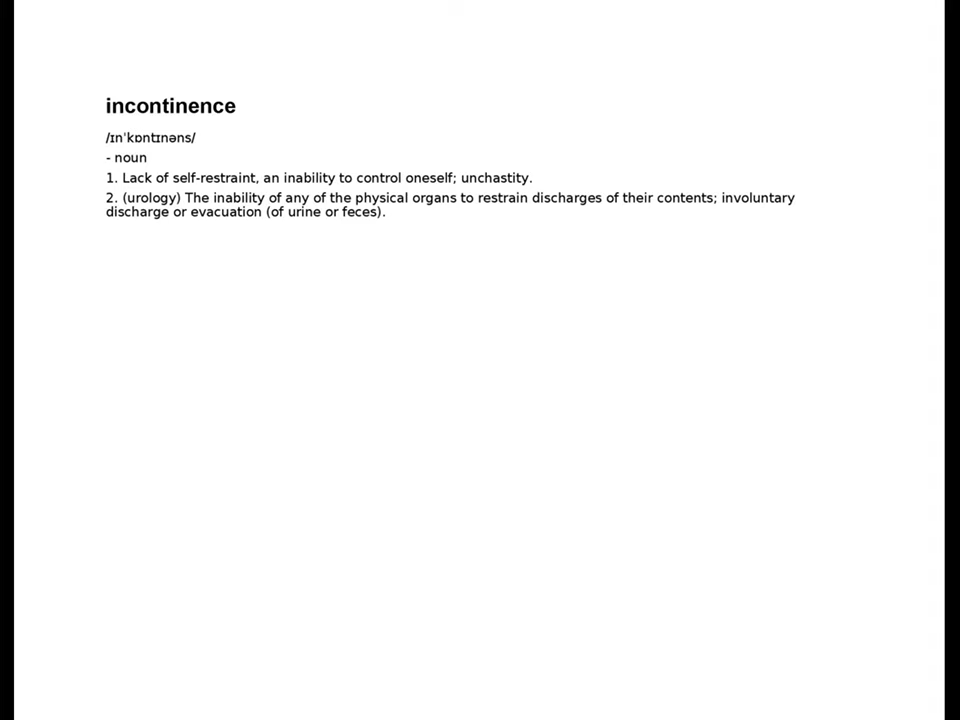 incontinence
/ɪnˈkɒntɪnəns/
- noun
1. Lack of self-restraint, an inability to control oneself; unchastity.
2. (urology) The inability of any of the physical organs to restrain discharges of their contents; involuntary
discharge or evacuation (of urine or feces).